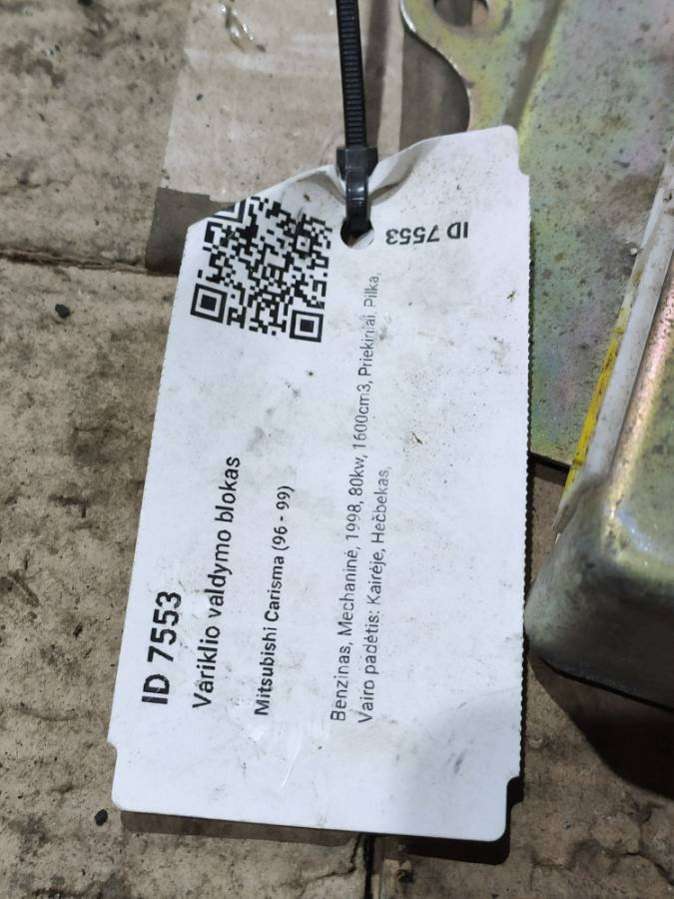 ID 7553
Variklio valdymo blokas
Mitsubishi Carisma (96 - 99)
Benzinas, Mechaninė, 1998, 80kw, 1600cm3, Priekiniai, Pilka,
Vairo padėtis: Kairėje, Hečbekas,
ID 7553